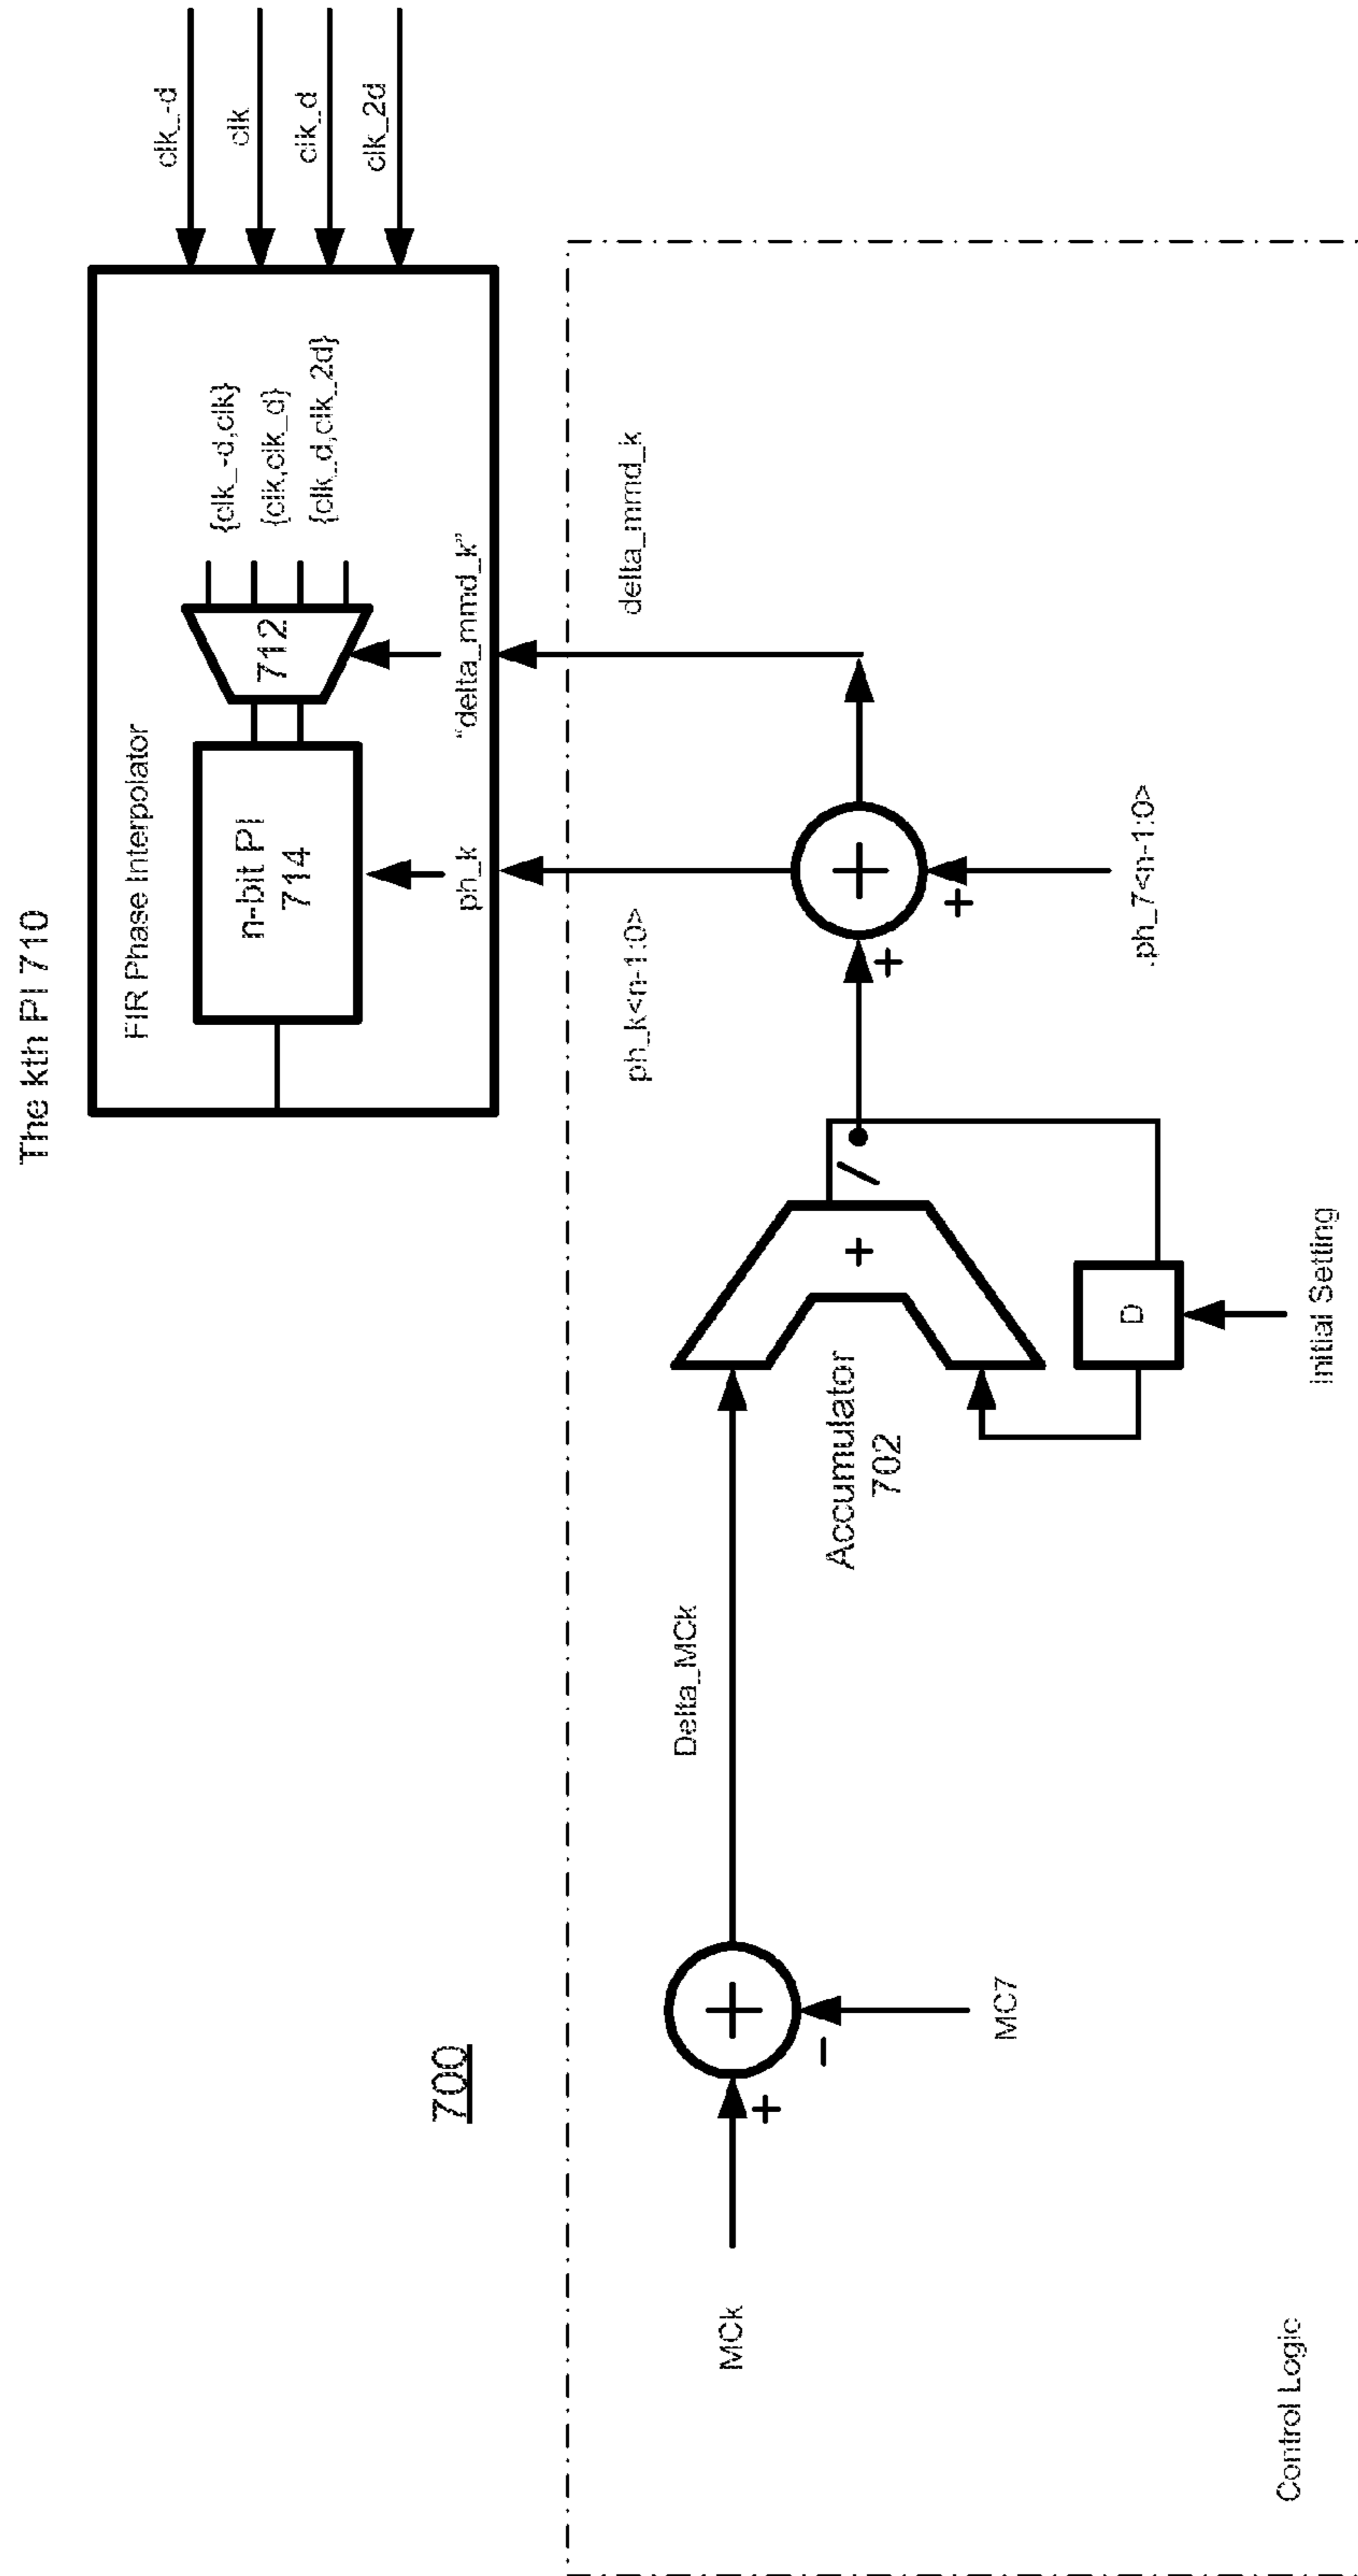 The kth PI 710
FIR Phase Interpolator
n-bit PI
714
712
{clk_-d,clk}
{clk,clk_d}
{clk_d,clk_2d}
clk_-d
clk
clk_d
clk_2d
ph_k
"delta_mmd_k"
700
ph_k<n-1:0>
delta_mmd_k
MCk
+
+
-
MC7
Delta_MCk
Accumulator
702
+
/
D
Initial Setting
+
+
+
ph_7<n-1:0>
Control Logic